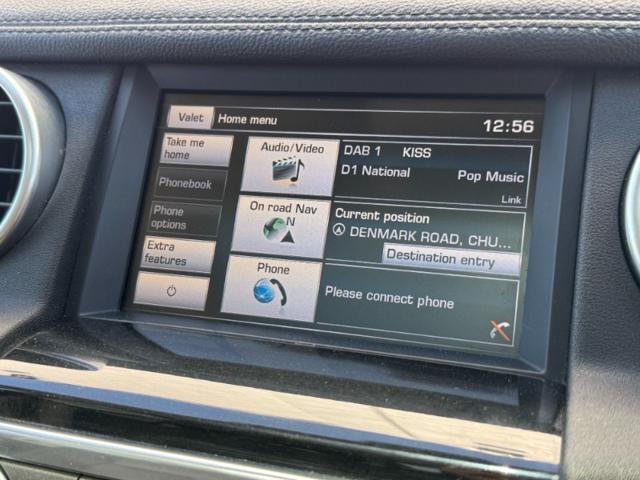 Valet Home menu 12:56
Take me
home
Phonebook
Phone
options
Extra
features
Audio/Video
DAB 1 KISS
D1 National Pop Music
Link
On road Nav
N
Current position
DENMARK ROAD, CHU...
Destination entry
Phone
Please connect phone